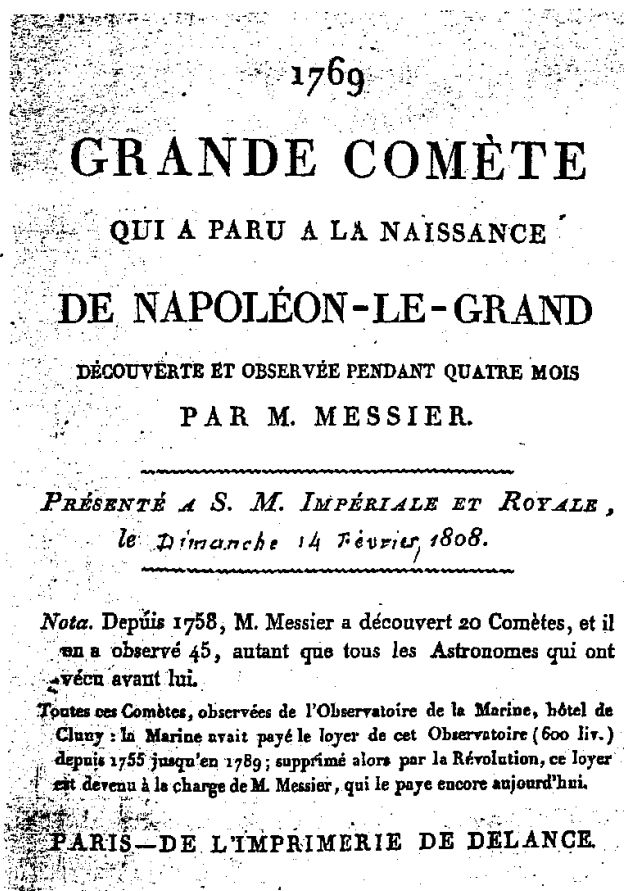 1769
GRANDE COMÈTE
QUI A PARU A LA NAISSANCE
DE NAPOLÉON-LE-GRAND
DÉCOUVERTE ET OBSERVÉE PENDANT QUATRE MOIS
PAR M. MESSIER.
PRÉSENTÉ A S. M. IMPÉRIALE ET ROYALE,
le Dimanche 14 Février 1808.
Nota. Depuis 1758, M. Messier a découvert 20 Comètes, et il
en a observé 45, autant que tous les Astronomes qui ont
vécu avant lui.
Toutes ces Comètes, observées de l'Observatoire de la Marine, hôtel de
Cluny : la Marine avait payé le loyer de cet Observatoire (600 liv.)
depuis 1755 jusqu'en 1789; supprimé alors par la Révolution, ce loyer
est devenu à la charge de M. Messier, qui le paye encore aujourd'hui.
PARIS—DE L'IMPRIMERIE DE DELANCE.